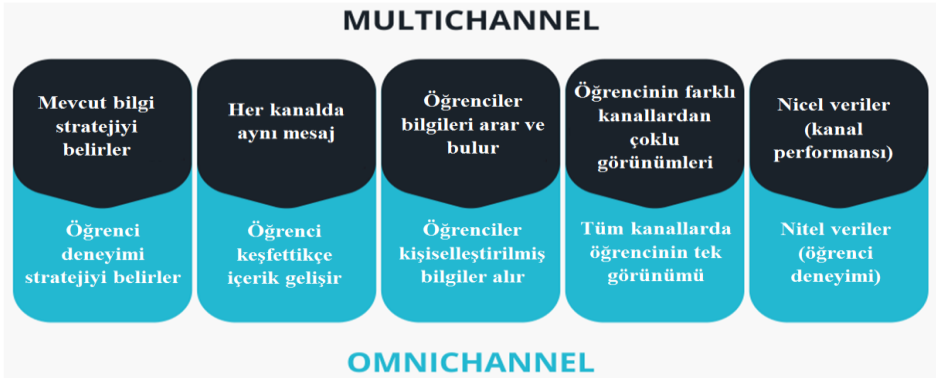 MULTICHANNEL
Mevcut bilgi
stratejiyi
belirler
Her kanalda
aynı mesaj
Öğrenciler
bilgileri arar ve
bulur
Öğrencinin farklı
kanallardan
çoklu
görünümleri
Nicel veriler
(kanal
performansı)
Öğrenci
deneyimi
stratejiyi belirler
Öğrenci
keşfettikçe
içerik gelişir
Öğrenciler
kişiselleştirilmiş
bilgiler alır
Tüm kanallarda
öğrencinin tek
görünümü
Nitel veriler
(öğrenci
deneyimi)
OMNICHANNEL